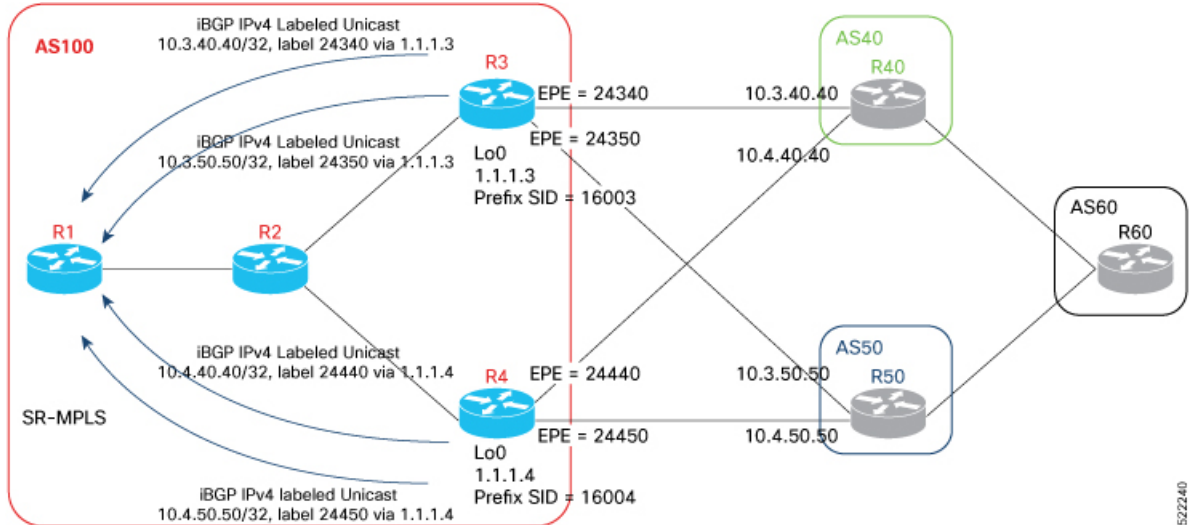 iBGP IPv4 Labeled Unicast
10.3.40.40/32, label 24340 via 1.1.1.3
AS100
R3
EPE = 24340
10.3.40.40
AS40
R40
iBGP IPv4 Labeled Unicast
10.3.50.50/32, label 24350 via 1.1.1.3
EPE = 24350
10.4.40.40
Lo0
1.1.1.3
Prefix SID = 16003
R1
R2
AS60
R60
iBGP IPv4 Labeled Unicast
10.4.40.40/32, label 24440 via 1.1.1.4
R4
EPE = 24440
10.3.50.50
AS50
R50
SR-MPLS
EPE = 24450
10.4.50.50
Lo0
1.1.1.4
Prefix SID = 16004
iBGP IPv4 labeled Unicast
10.4.50.50/32, label 24450 via 1.1.1.4
522240